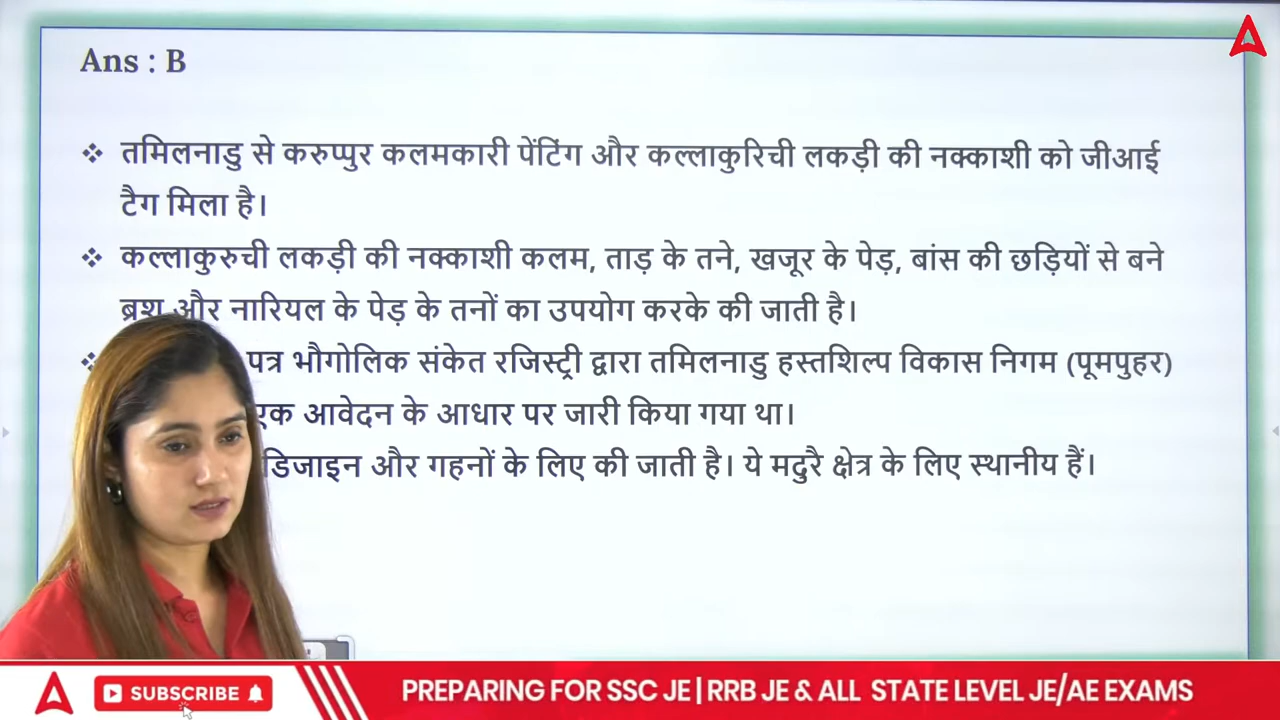 Ans : B
❖ तमिलनाडु से करुप्पुर कलमकारी पेंटिंग और कल्लाकुरिची लकड़ी की नक्काशी को जीआई
टैग मिला है।
❖ कल्लाकुरुची लकड़ी की नक्काशी कलम, ताड़ के तने, खजूर के पेड़, बांस की छड़ियों से बने
ब्रश और नारियल के पेड़ के तनों का उपयोग करके की जाती है।
❖ पत्र भौगोलिक संकेत रजिस्ट्री द्वारा तमिलनाडु हस्तशिल्प विकास निगम (पूमपुहर)
एक आवेदन के आधार पर जारी किया गया था।
डिजाइन और गहनों के लिए की जाती है। ये मदुरै क्षेत्र के लिए स्थानीय हैं।
SUBSCRIBE
PREPARING FOR SSC JE | RRB JE & ALL STATE LEVEL JE/AE EXAMS